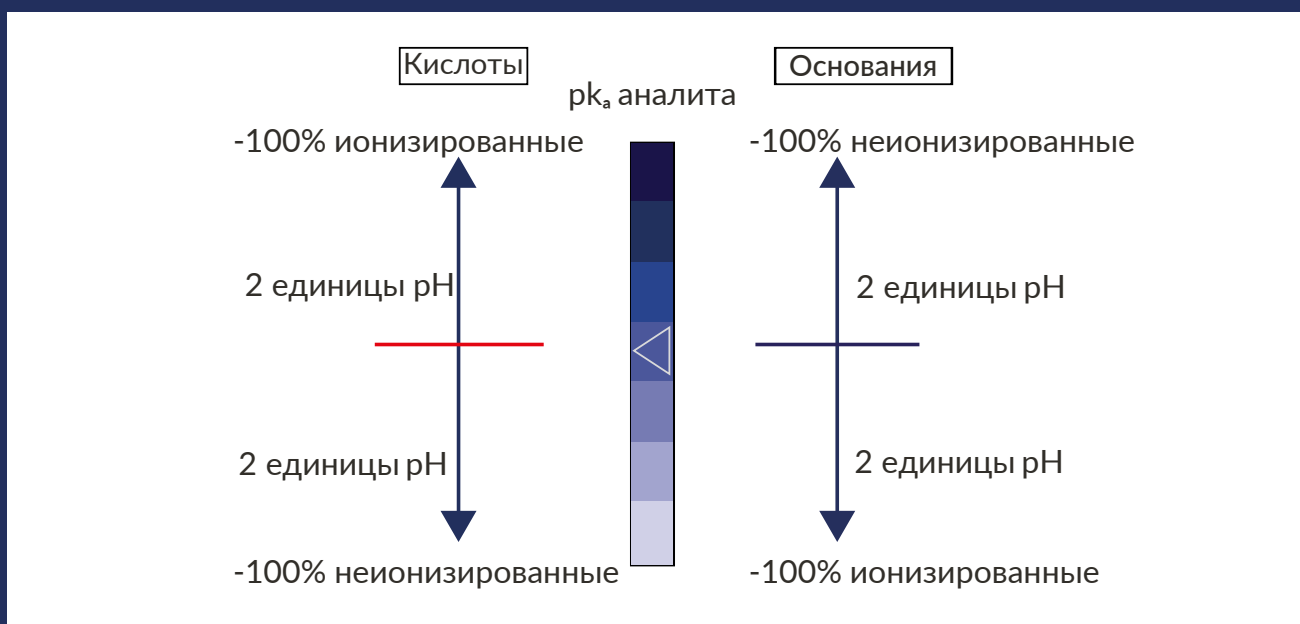 Кислоты
Основания
pkₐ аналита
-100% ионизированные
-100% неионизированные
2 единицы pH
2 единицы pH
2 единицы pH
2 единицы pH
-100% неионизированные
-100% ионизированные